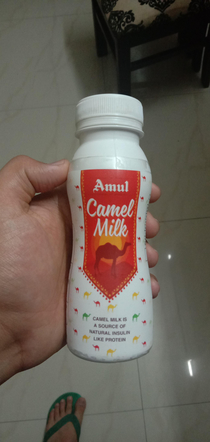 Amul
Camel
Milk
CAMEL MILK IS
A SOURCE OF
NATURAL INSULIN
LIKE PROTEIN